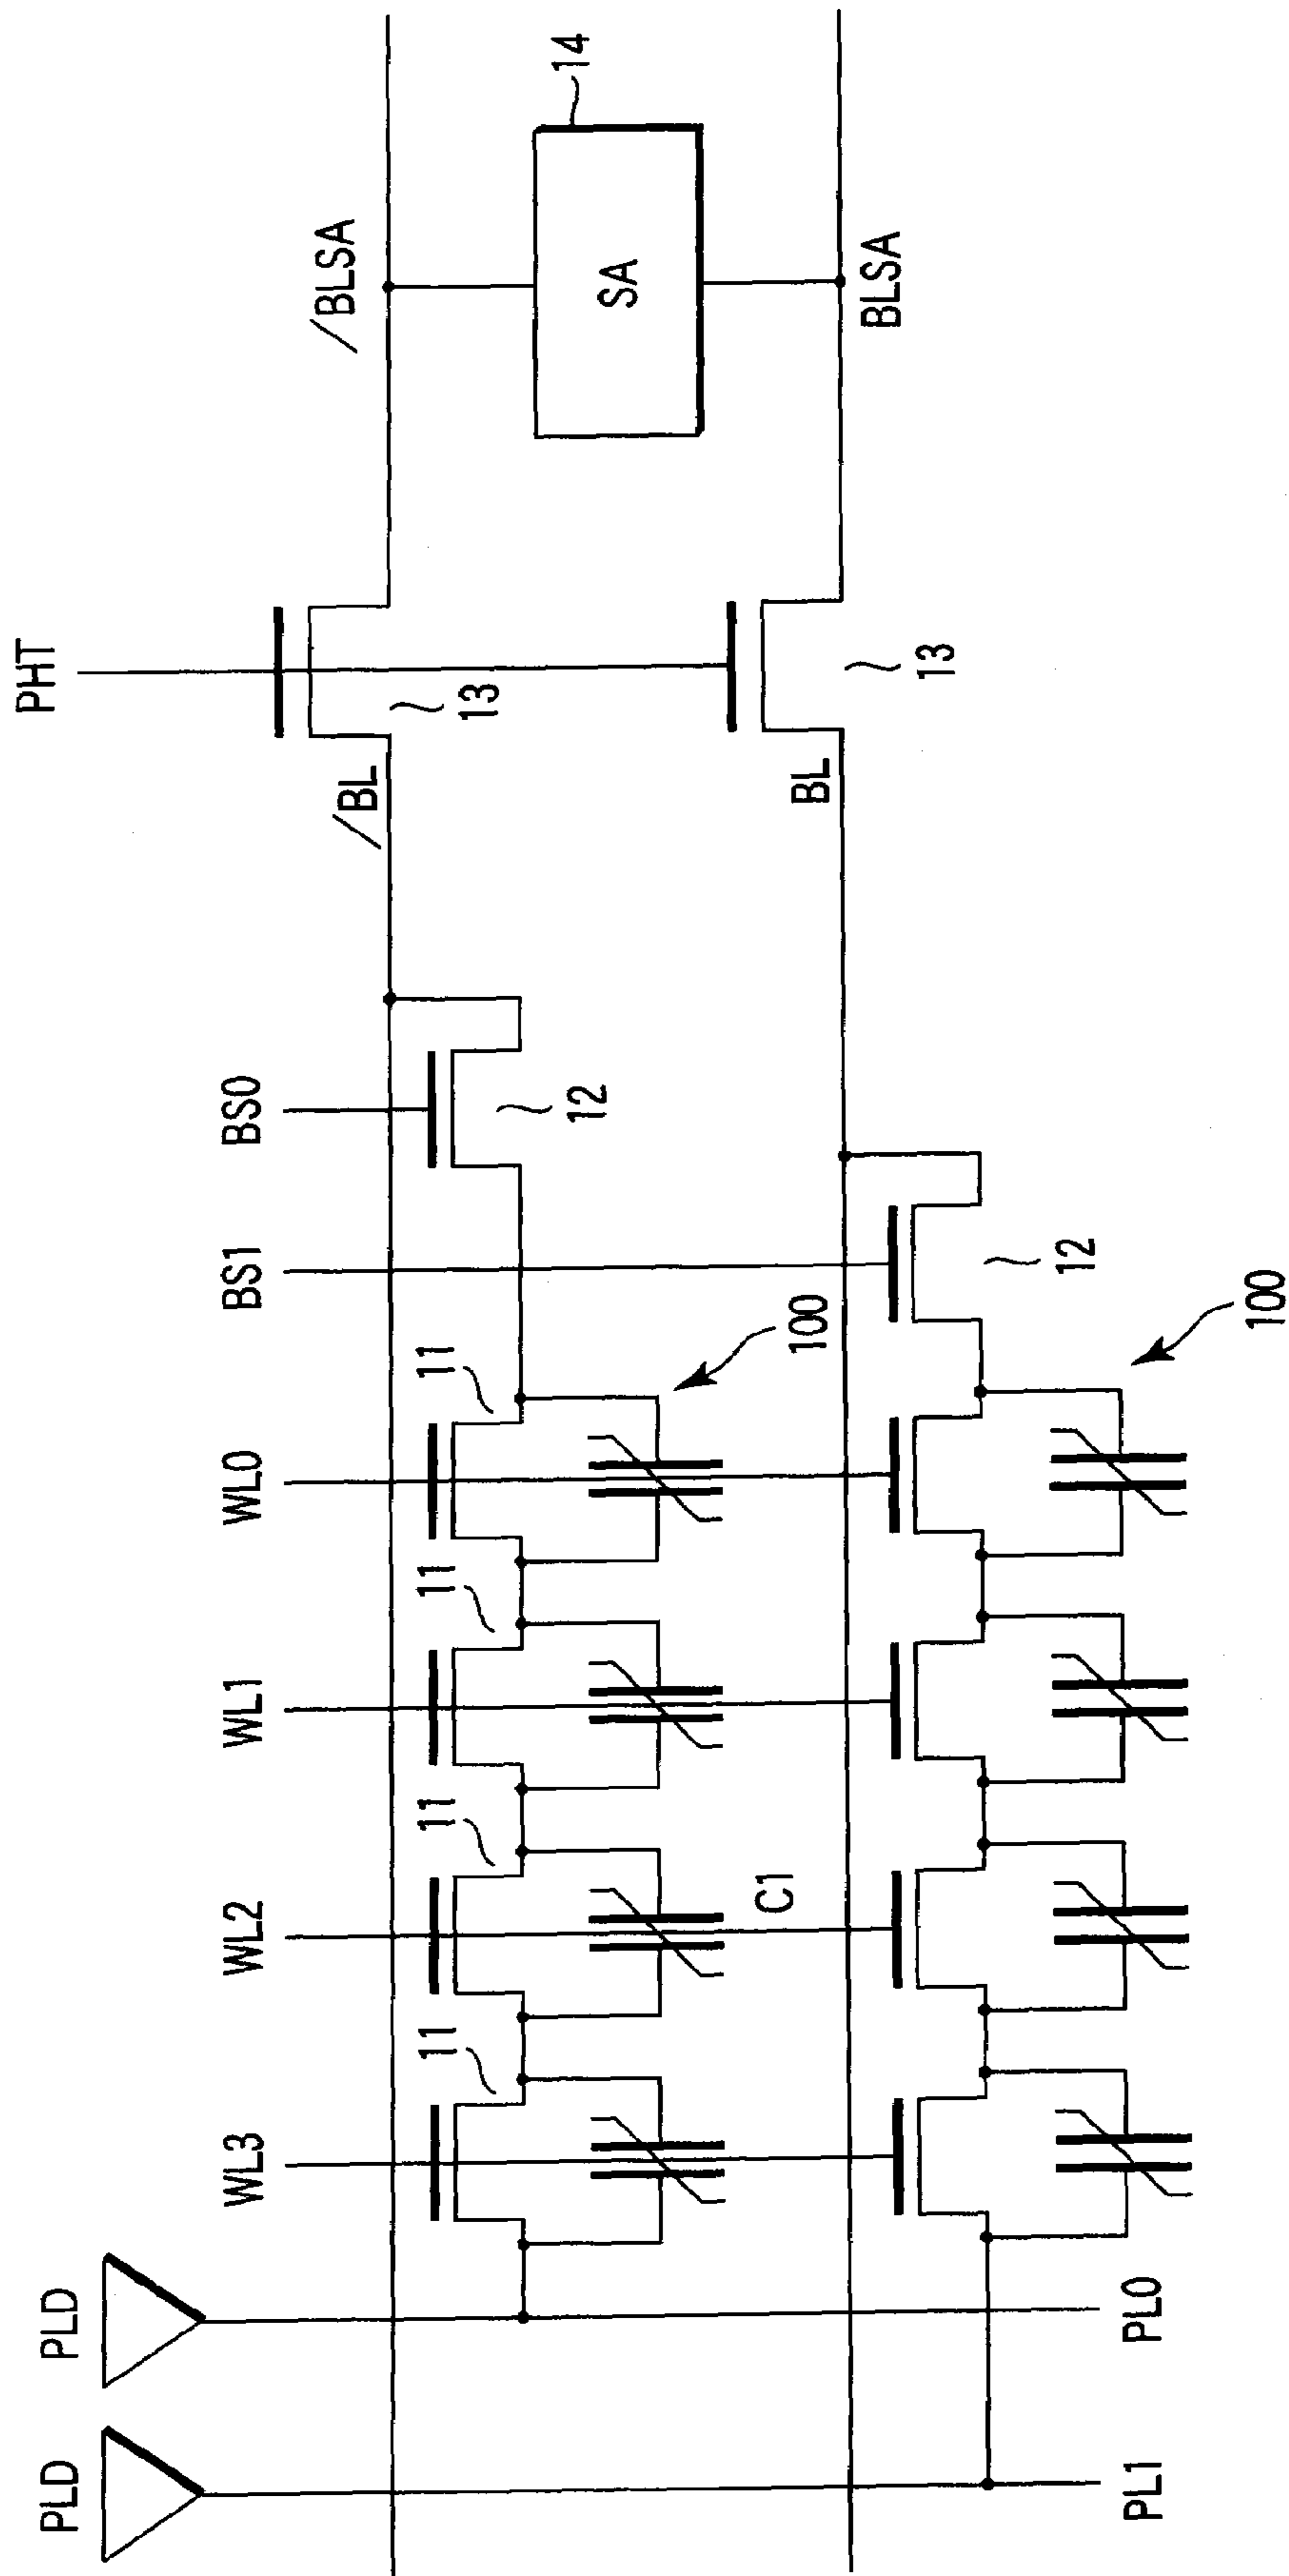 PLD
PLD
WL3
WL2
WL1
WL0
BS1
BS0
PHT
11
11
11
11
12
/BL
13
/BLSA
14
SA
100
C1
BL
13
BLSA
12
100
PL1
PL0